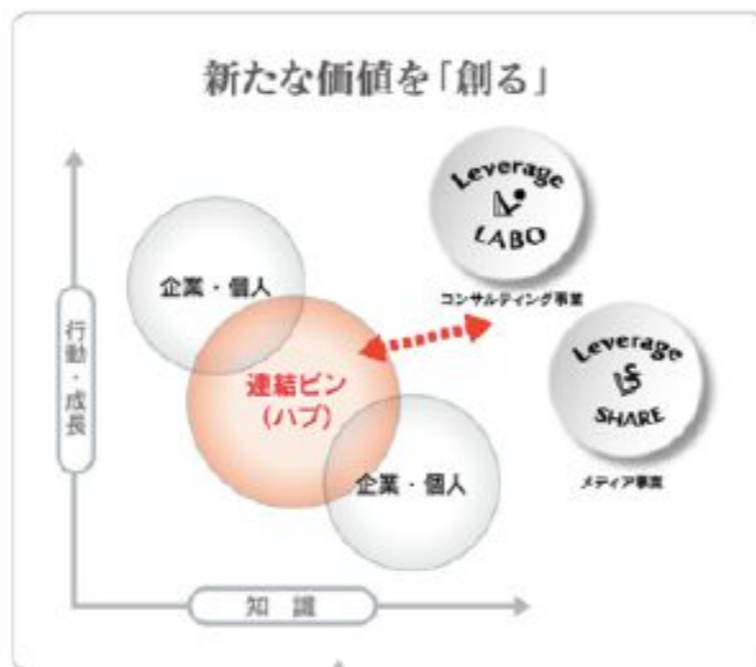 新たな価値を「創る」
Leverage
LABO
コンサルティング事業
企業・個人
行動・成長
連結ピン
(ハブ)
Leverage
SHARE
メディア事業
企業・個人
知 識